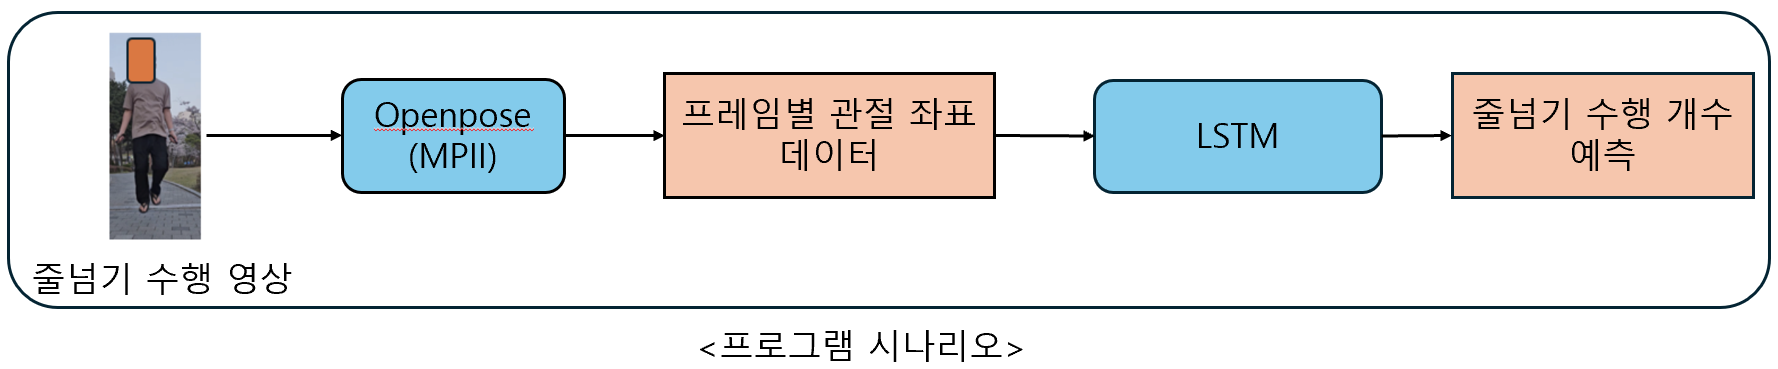 Openpose
(MPII)
프레임별 관절 좌표
데이터
LSTM
줄넘기 수행 개수
예측
줄넘기 수행 영상
<프로그램 시나리오>